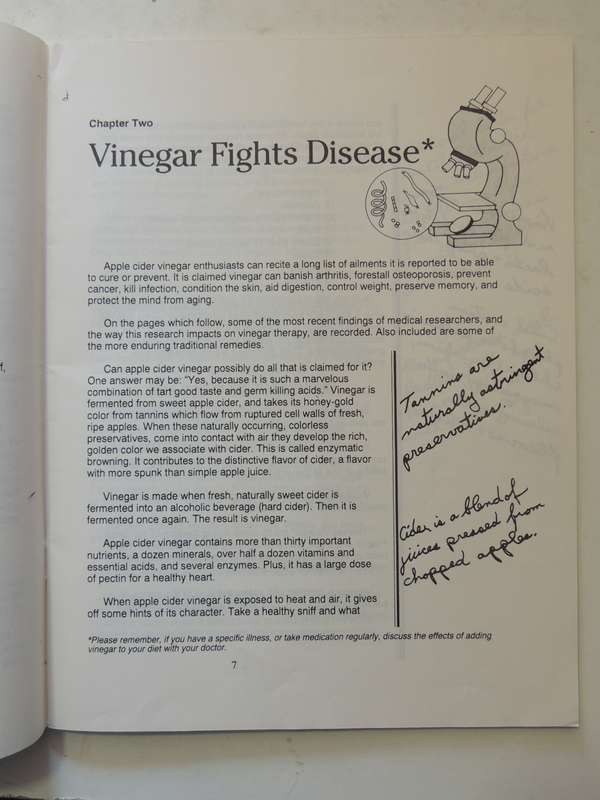 Chapter Two
Vinegar Fights Disease*
Apple cider vinegar enthusiasts can recite a long list of ailments it is reported to be able
to cure or prevent. It is claimed vinegar can banish arthritis, forestall osteoporosis, prevent
cancer, kill infection, condition the skin, aid digestion, control weight, preserve memory, and
protect the mind from aging.
On the pages which follow, some of the most recent findings of medical researchers, and
the way this research impacts on vinegar therapy, are recorded. Also included are some of
the more enduring traditional remedies.
Can apple cider vinegar possibly do all that is claimed for it?
One answer may be: "Yes, because it is such a marvelous
combination of tart good taste and germ killing acids." Vinegar is
fermented from sweet apple cider, and takes its honey-gold
color from tannins which flow from ruptured cell walls of fresh,
ripe apples. When these naturally occurring, colorless
preservatives, come into contact with air they develop the rich,
golden color we associate with cider. This is called enzymatic
browning. It contributes to the distinctive flavor of cider, a flavor
with more spunk than simple apple juice.
Vinegar is made when fresh, naturally sweet cider is
fermented into an alcoholic beverage (hard cider). Then it is
fermented once again. The result is vinegar.
Apple cider vinegar contains more than thirty important
nutrients, a dozen minerals, over half a dozen vitamins and
essential acids, and several enzymes. Plus, it has a large dose
of pectin for a healthy heart.
When apple cider vinegar is exposed to heat and air, it gives
off some hints of its character. Take a healthy sniff and what
Tannins are
naturally astringent
preservatives.
Cider is a blend of
juices pressed from
chopped apples.
*Please remember, if you have a specific illness, or take medication regularly, discuss the effects of adding
vinegar to your diet with your doctor.
7